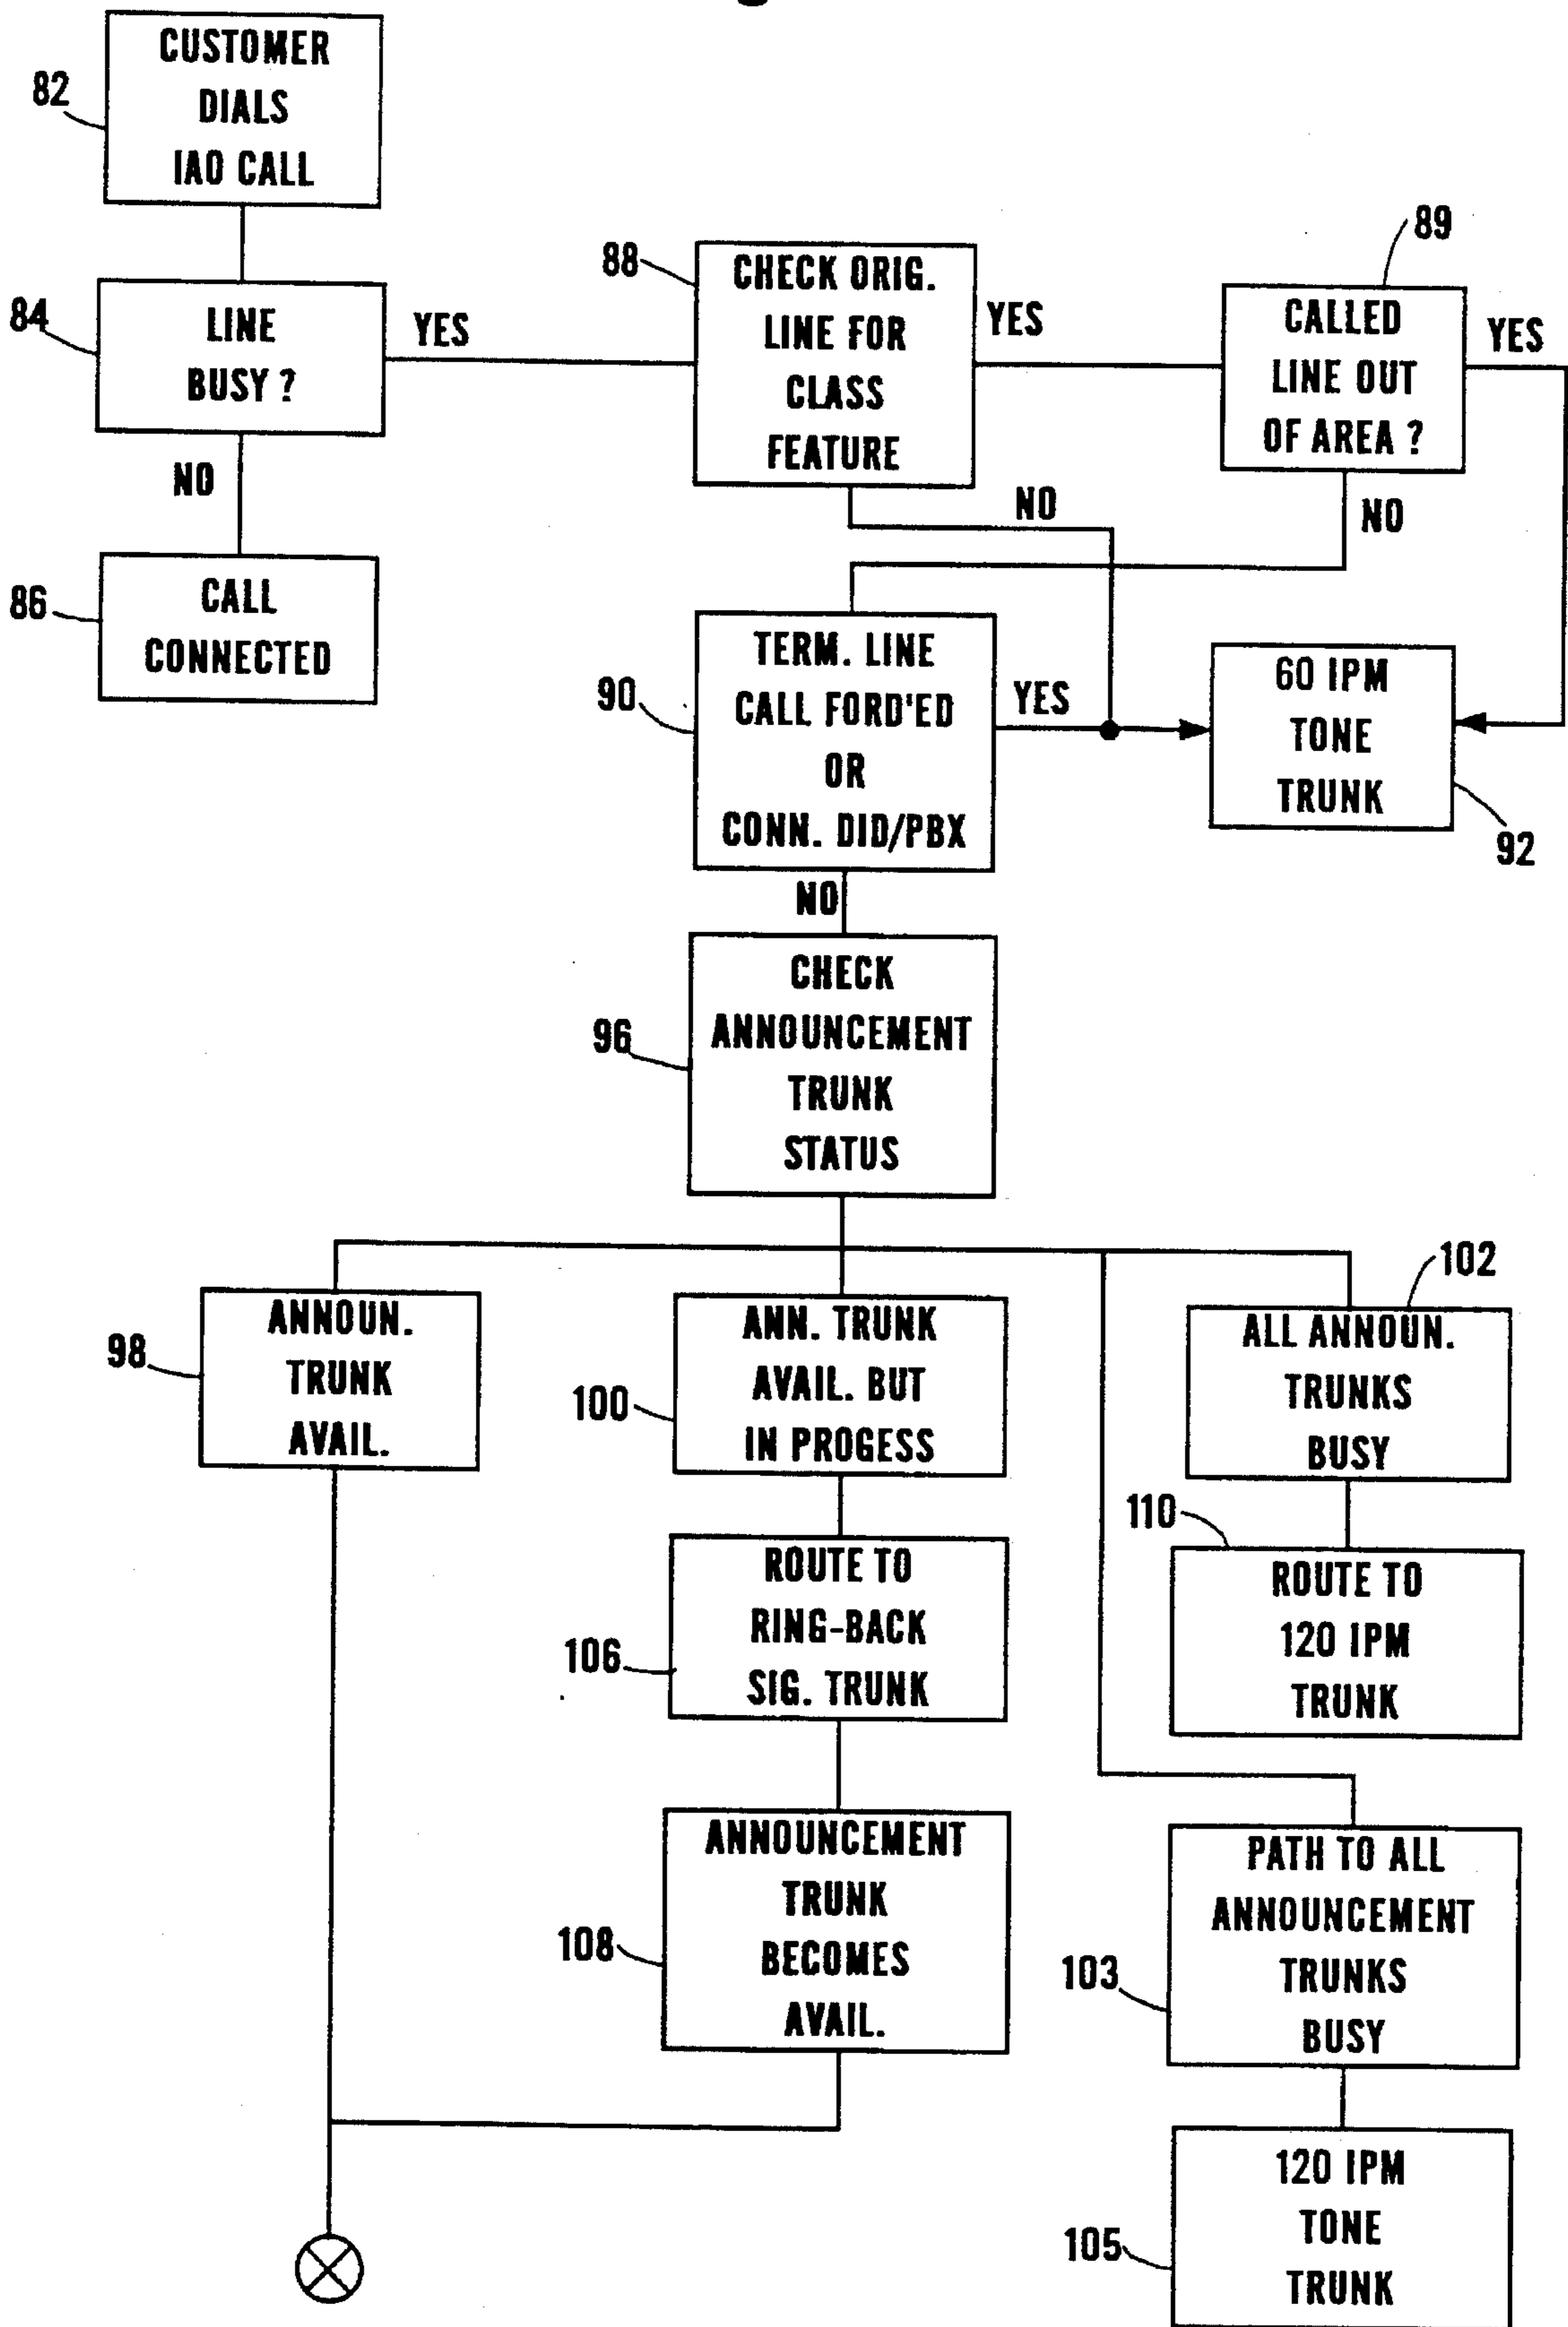 CUSTOMER
DIALS
IAO CALL
82
LINE
BUSY ?
84
YES
NO
CALL
CONNECTED
86
88
CHECK ORIG.
LINE FOR
CLASS
FEATURE
YES
NO
89
CALLED
LINE OUT
OF AREA ?
YES
NO
90
TERM. LINE
CALL FORD'ED
OR
CONN. DID/PBX
YES
NO
60 IPM
TONE
TRUNK
92
96
CHECK
ANNOUNCEMENT
TRUNK
STATUS
98
ANNOUN.
TRUNK
AVAIL.
100
ANN. TRUNK
AVAIL. BUT
IN PROGESS
102
ALL ANNOUN.
TRUNKS
BUSY
106
ROUTE TO
RING-BACK
SIG. TRUNK
110
ROUTE TO
120 IPM
TRUNK
108
ANNOUNCEMENT
TRUNK
BECOMES
AVAIL.
103
PATH TO ALL
ANNOUNCEMENT
TRUNKS
BUSY
105
120 IPM
TONE
TRUNK